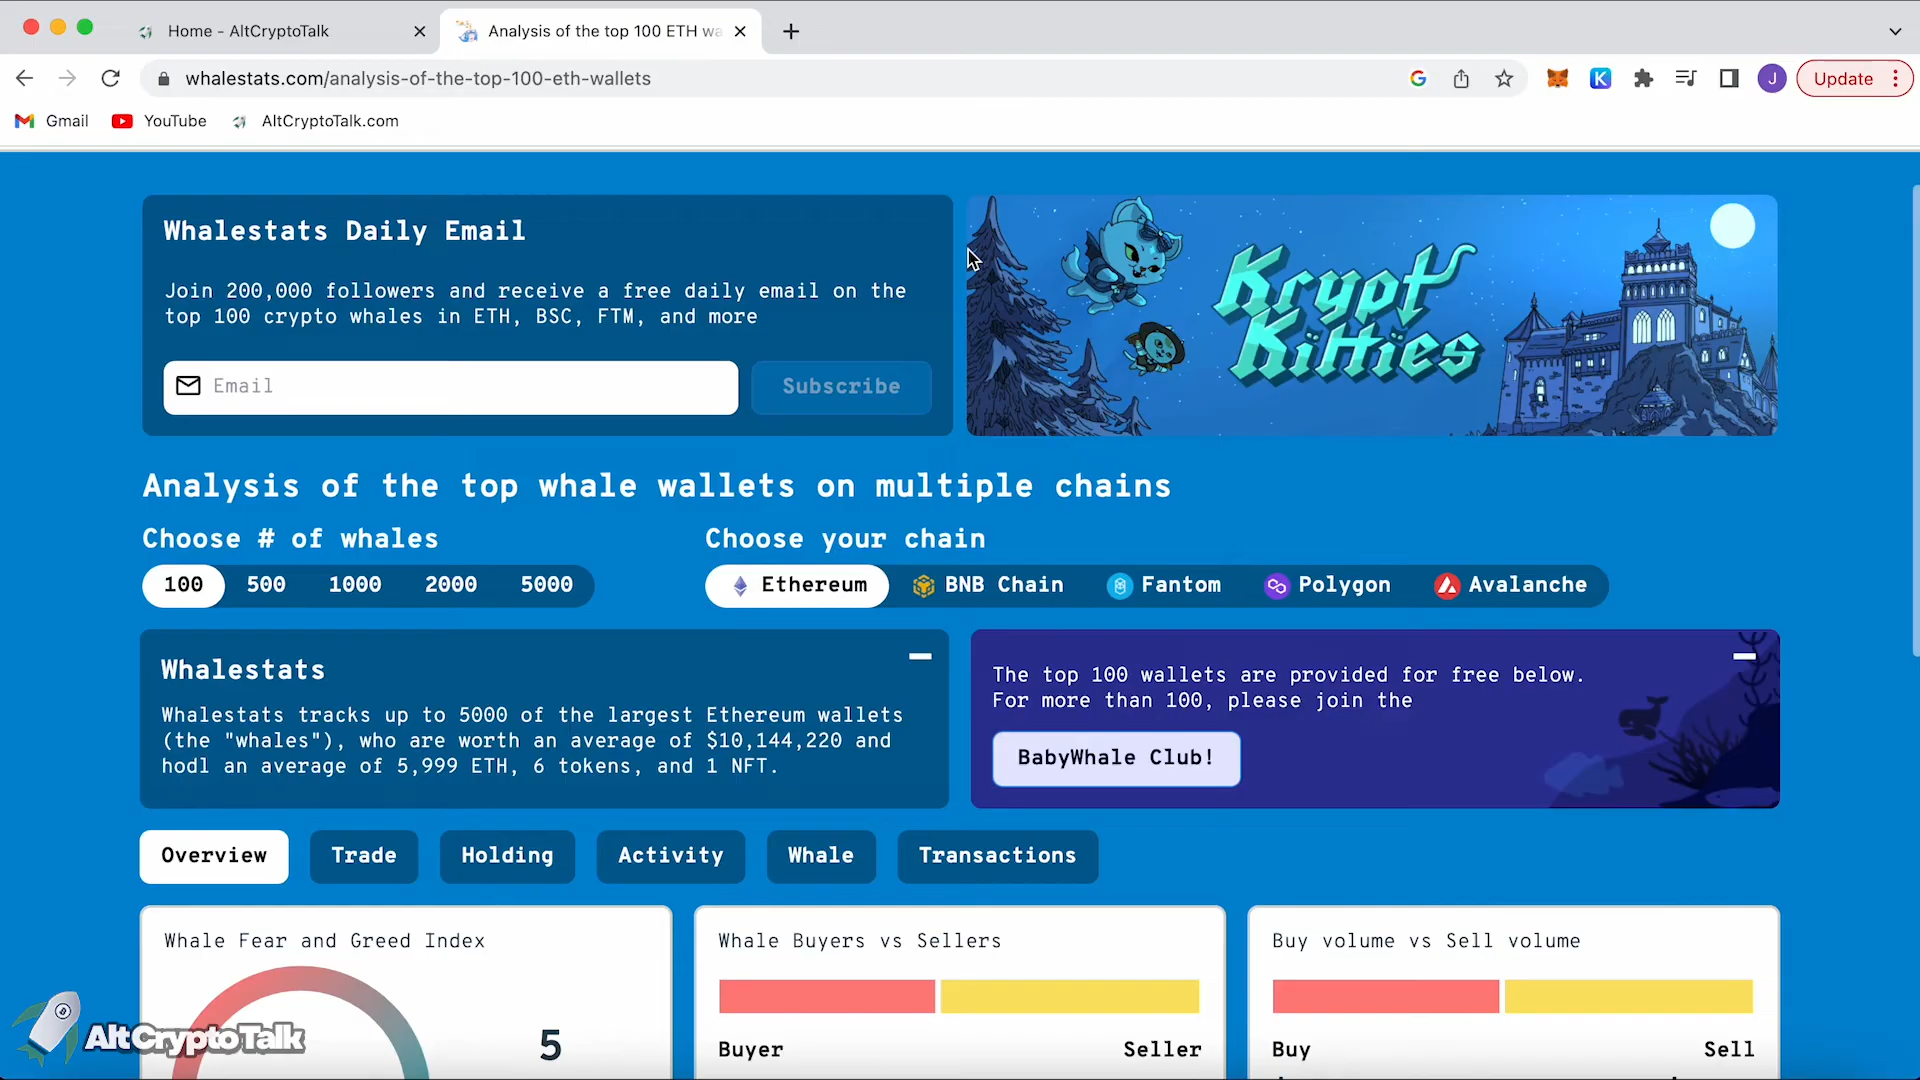 Home - AltCryptoTalk
Analysis of the top 100 ETH wa
whalestats.com/analysis-of-the-top-100-eth-wallets
K
J
Update
Gmail
YouTube
AltCryptoTalk.com
Whalestats Daily Email
Join 200,000 followers and receive a free daily email on the
top 100 crypto whales in ETH, BSC, FTM, and more
Email
Subscribe
Krypt
Kitties
Analysis of the top whale wallets on multiple chains
Choose # of whales
Choose your chain
100 500 1000 2000 5000
Ethereum BNB Chain Fantom Polygon Avalanche
Whalestats
Whalestats tracks up to 5000 of the largest Ethereum wallets
(the "whales"), who are worth an average of $10,144,220 and
hodl an average of 5,999 ETH, 6 tokens, and 1 NFT.
The top 100 wallets are provided for free below.
For more than 100, please join the
BabyWhale Club!
Overview Trade Holding Activity Whale Transactions
Whale Fear and Greed Index
5
Whale Buyers vs Sellers
Buyer Seller
Buy volume vs Sell volume
Buy Sell
AltCryptoTalk